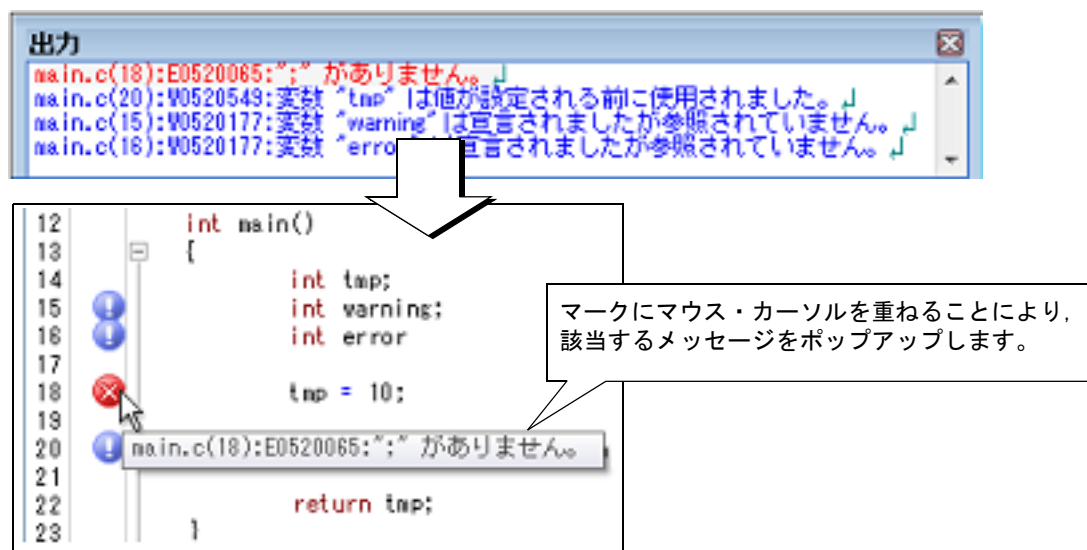 出力
main.c(18):E0520065:";" がありません。↲
main.c(20):W0520549:変数 "tmp" は値が設定される前に使用されました。↲
main.c(15):W0520177:変数 "warning" は宣言されましたが参照されていません。↲
main.c(16):W0520177:変数 "erro 宣言されましたが参照されていません。↲
12 int main()
13 {
14 int tmp;
15 int warning;
16 int error
17
18 tmp = 10;
19
20
main.c(18):E0520065:";" がありません。
21
22 return tmp;
23 }
マークにマウス・カーソルを重ねることにより，
該当するメッセージをポップアップします。